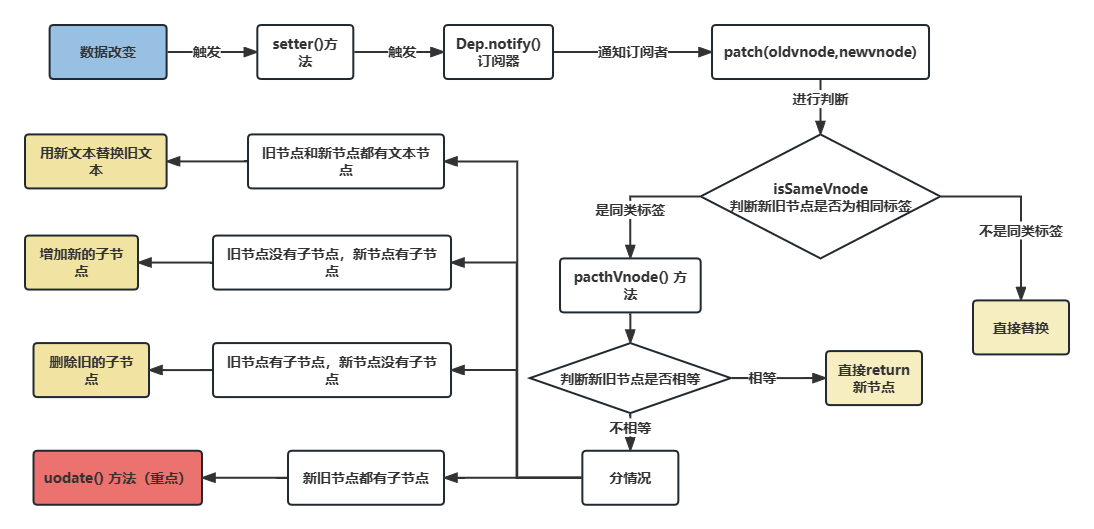 数据改变
触发
setter()方
法
触发
Dep.notify()
订阅器
通知订阅者
patch(oldvnode,newvnode)
进行判断
isSameVnode
判断新旧节点是否为相同标签
是同类标签
不是同类标签
直接替换
pacthVnode() 方
法
判断新旧节点是否相等
相等
直接return
新节点
不相等
分情况
旧节点和新节点都有文本节
点
用新文本替换旧文
本
旧节点没有子节点，新节点有子节
点
增加新的子节
点
旧节点有子节点，新节点没有子节
点
删除旧的子节
点
新旧节点都有子节点
uodate() 方法（重点）